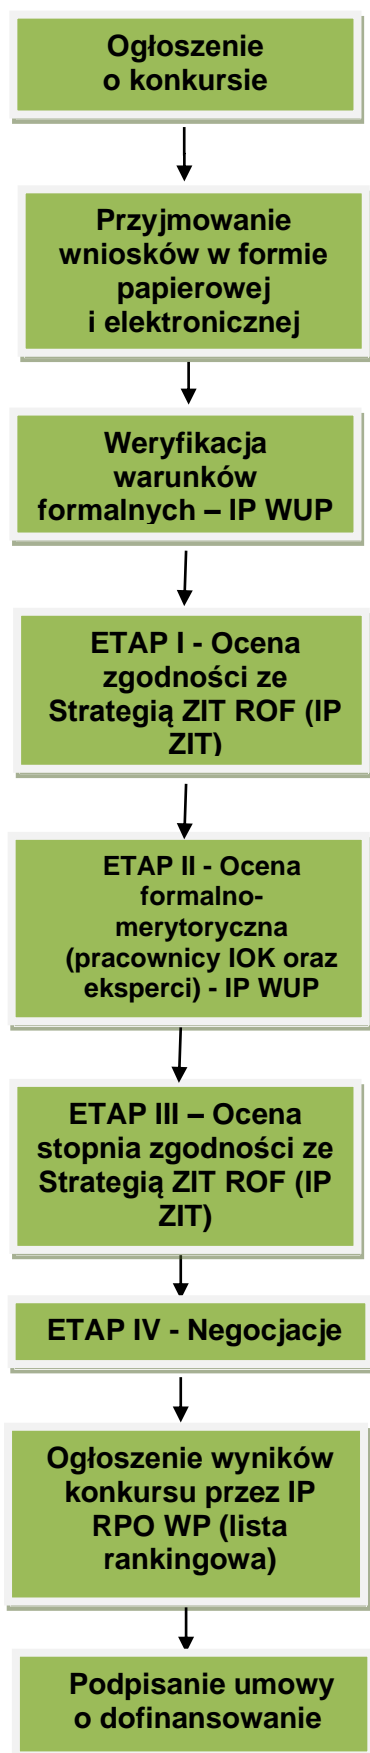 Ogłoszenie
o konkursie
Przyjmowanie
wniosków w formie
papierowej
i elektronicznej
Weryfikacja
warunków
formalnych – IP WUP
ETAP I - Ocena
zgodności ze
Strategią ZIT ROF (IP
ZIT)
ETAP II - Ocena
formalno-
merytoryczna
(pracownicy IOK oraz
eksperci) - IP WUP
ETAP III – Ocena
stopnia zgodności ze
Strategią ZIT ROF (IP
ZIT)
ETAP IV - Negocjacje
Ogłoszenie wyników
konkursu przez IP
RPO WP (lista
rankingowa)
Podpisanie umowy
o dofinansowanie